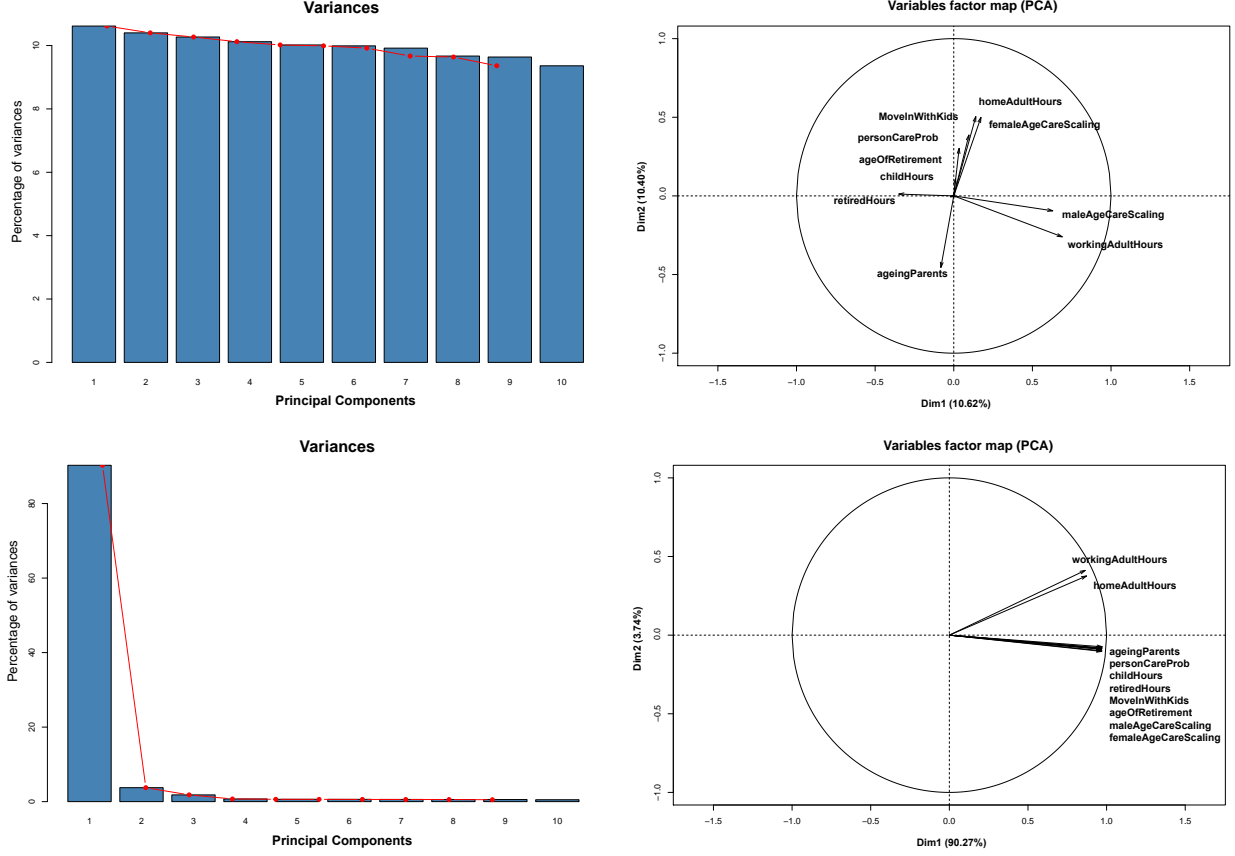 Variances
Percentage of variances
10
8
6
4
2
0
1 2 3 4 5 6 7 8 9 10
Principal Components
Variables factor map (PCA)
Dim2 (10.40%)
1.0
0.5
0.0
−0.5
−1.0
homeAdultHours
MoveInWithKids
femaleAgeCareScaling
personCareProb
ageOfRetirement
childHours
retiredHours
maleAgeCareScaling
workingAdultHours
ageingParents
−1.5 −1.0 −0.5 0.0 0.5 1.0 1.5
Dim1 (10.62%)
Variances
Percentage of variances
80
60
40
20
0
1 2 3 4 5 6 7 8 9 10
Principal Components
Variables factor map (PCA)
Dim2 (3.74%)
1.0
0.5
0.0
−0.5
−1.0
workingAdultHours
homeAdultHours
ageingParents
personCareProb
childHours
retiredHours
MoveInWithKids
ageOfRetirement
maleAgeCareScaling
femaleAgeCareScaling
−1.5 −1.0 −0.5 0.0 0.5 1.0 1.5
Dim1 (90.27%)